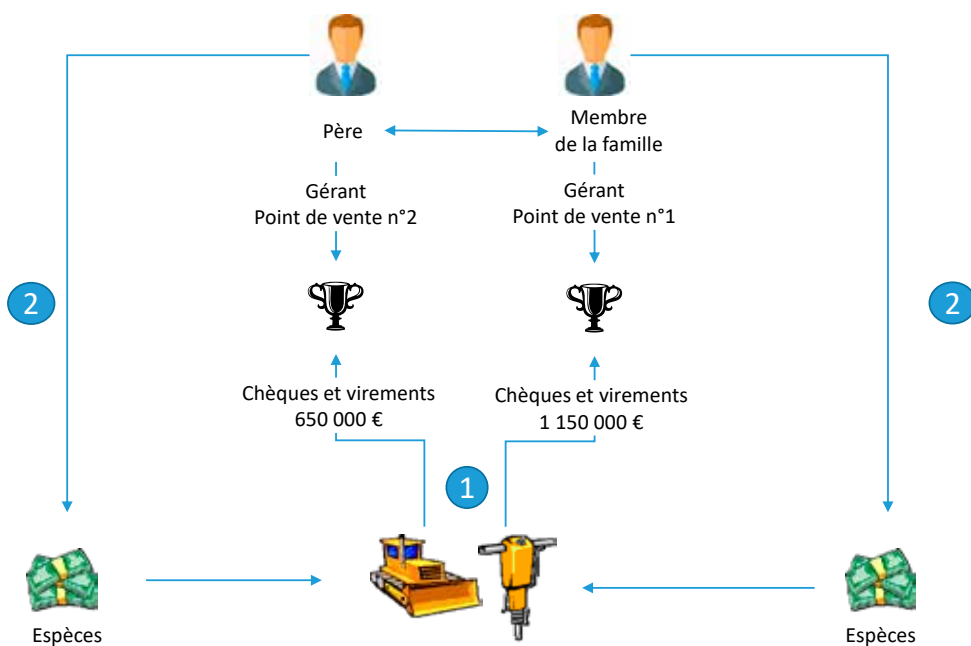 Père
Membre
de la famille
Gérant
Point de vente n°2
Gérant
Point de vente n°1
2
2
Chèques et virements
650 000 €
Chèques et virements
1 150 000 €
1
Espèces
Espèces